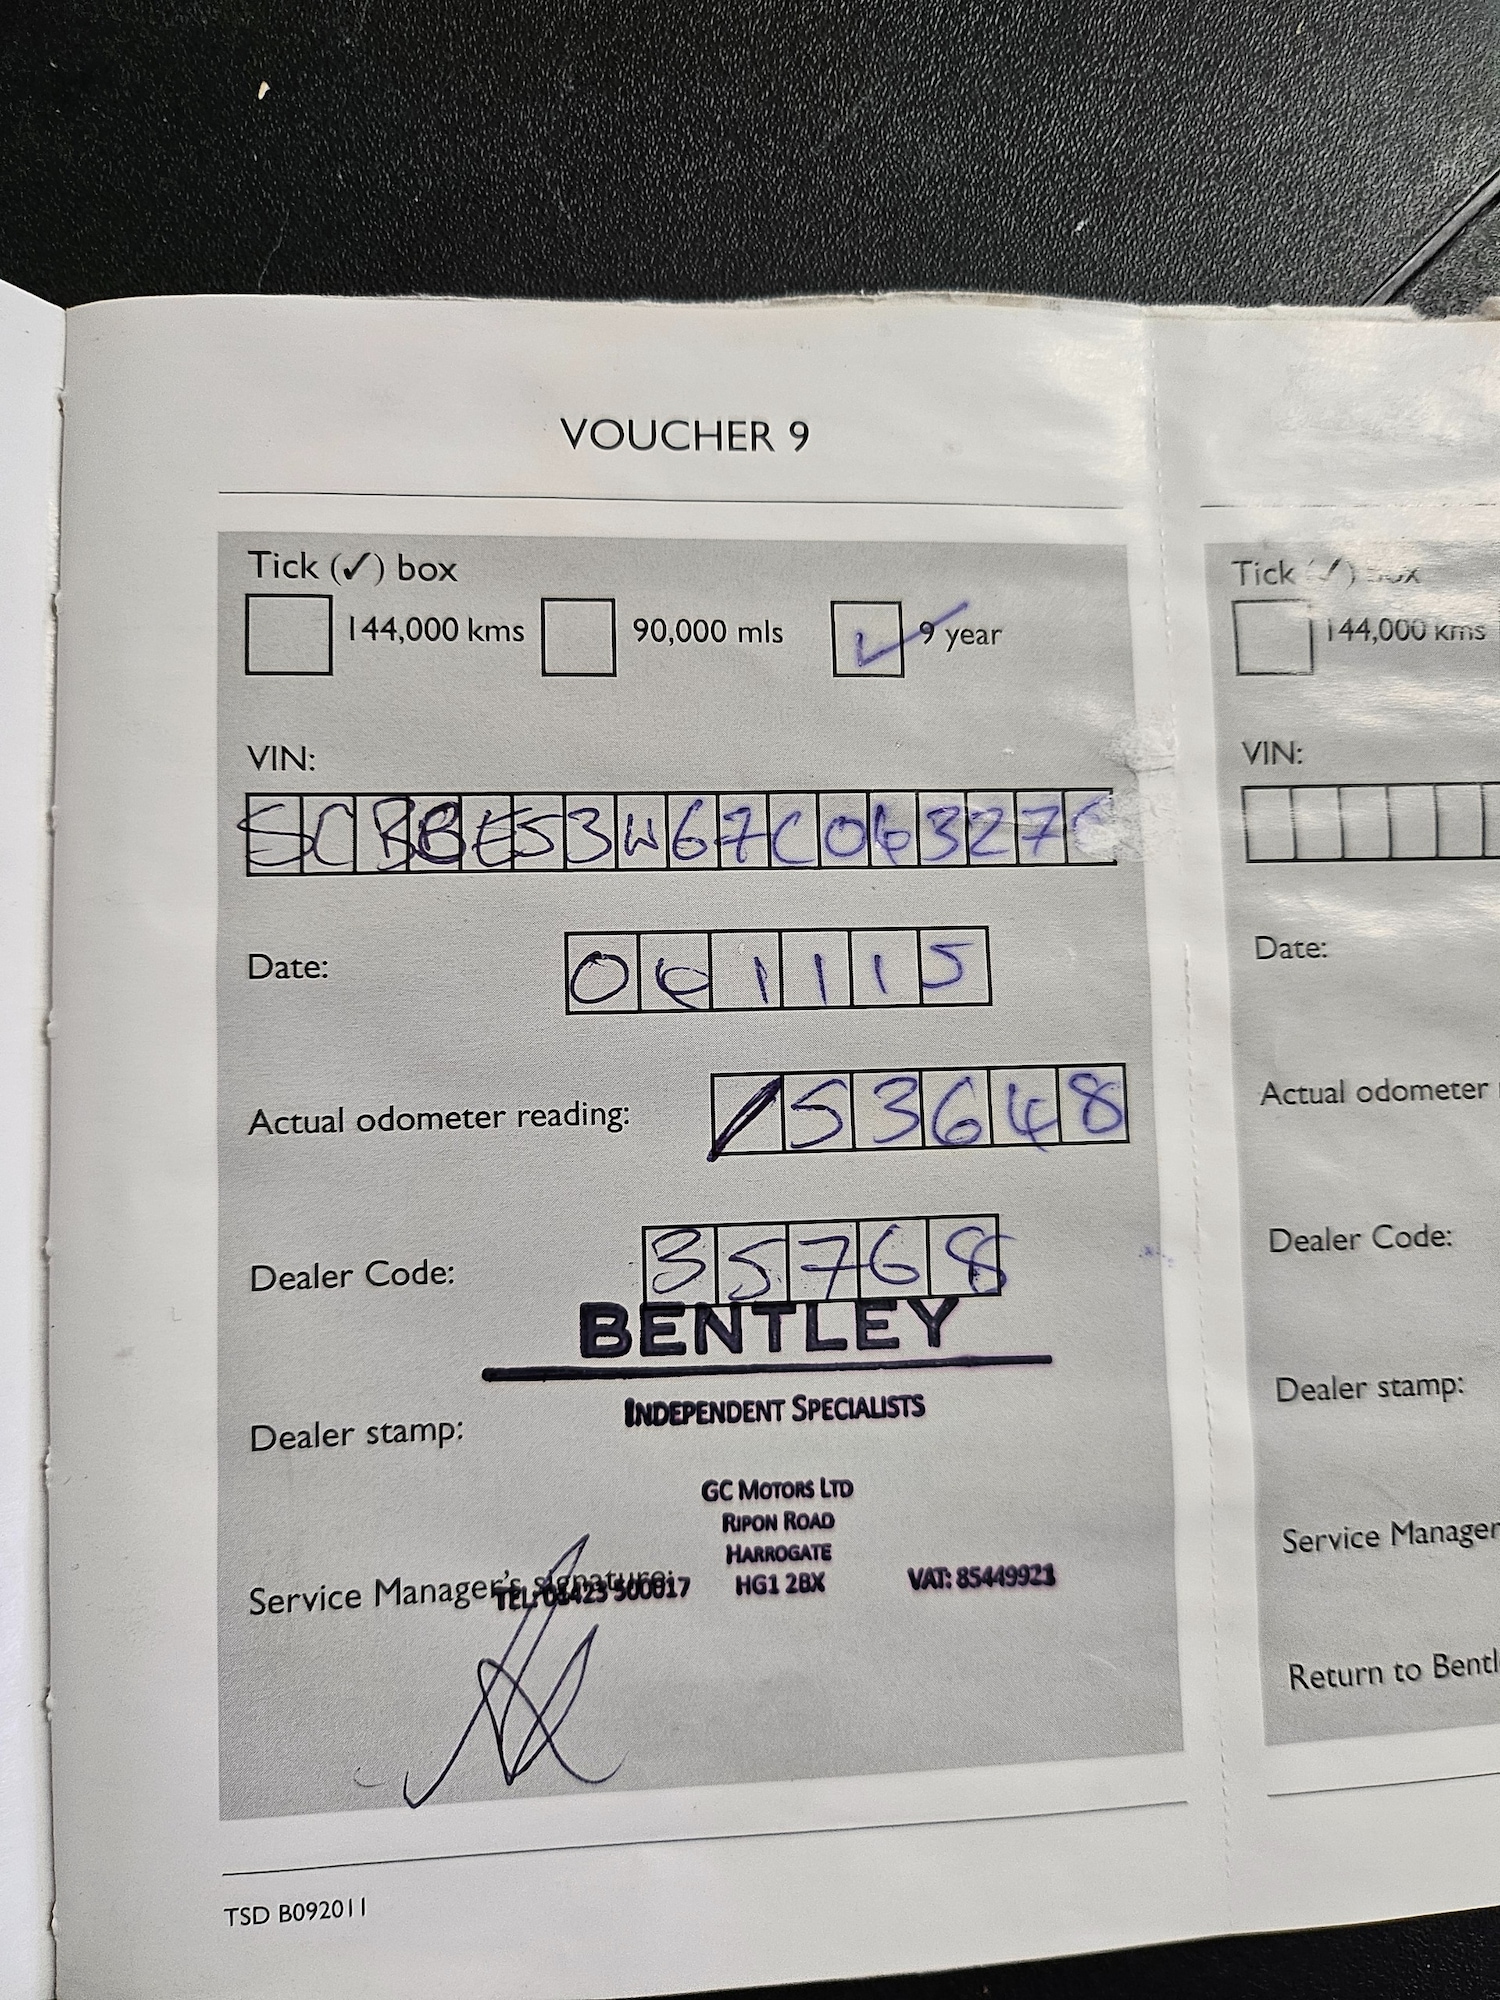 VOUCHER 9
Tick (✓) box
144,000 kms 90,000 mls ✓ 9 year
VIN:
SCBBE53W67C06327
Date: 061115
Actual odometer reading: 53648
Dealer Code: 35768
BENTLEY
INDEPENDENT SPECIALISTS
Dealer stamp:
GC MOTORS LTD
RIPON ROAD
HARROGATE
Service Manager's signature:
TEL: 01423 500017 HG1 2BX VAT: 85449921
TSD B092011
Tick (✓) box
144,000 kms
VIN:
Date:
Actual odometer
Dealer Code:
Dealer stamp:
Service Manager
Return to